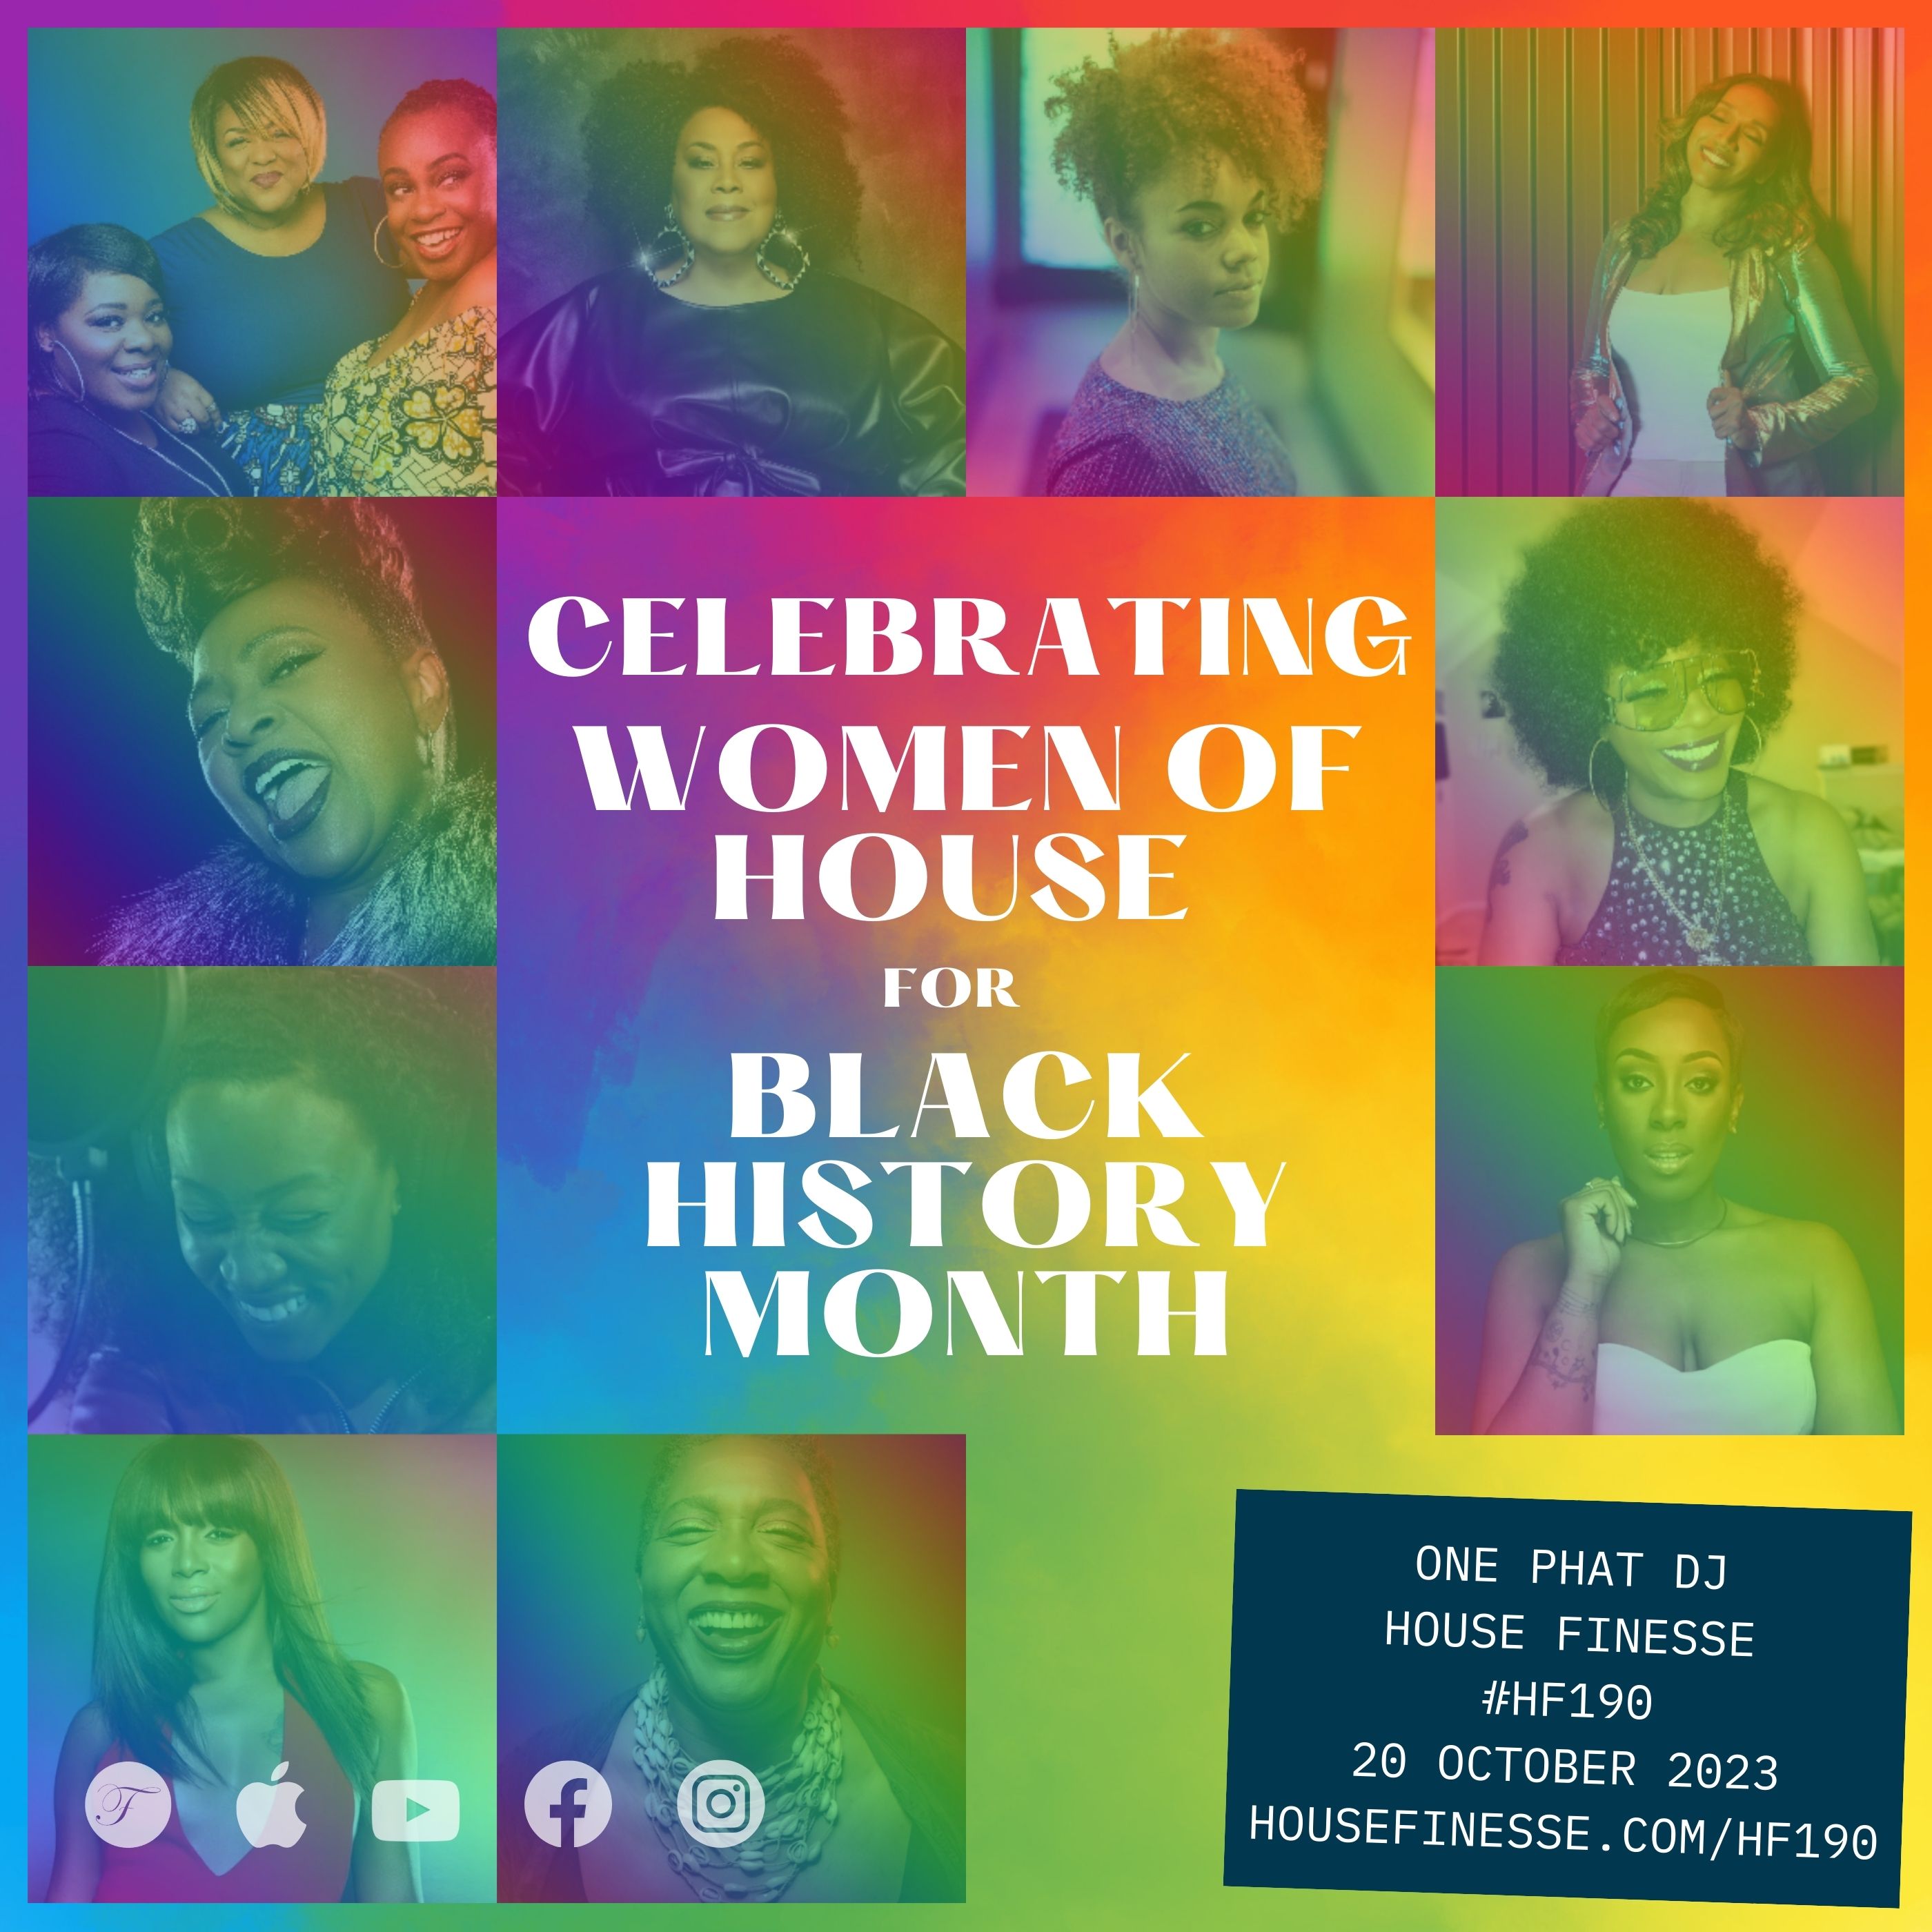 CELEBRATING
WOMEN OF
HOUSE
FOR
BLACK
HISTORY
MONTH
ONE PHAT DJ
HOUSE FINESSE
#HF190
20 OCTOBER 2023
HOUSEFINESSE.COM/HF190